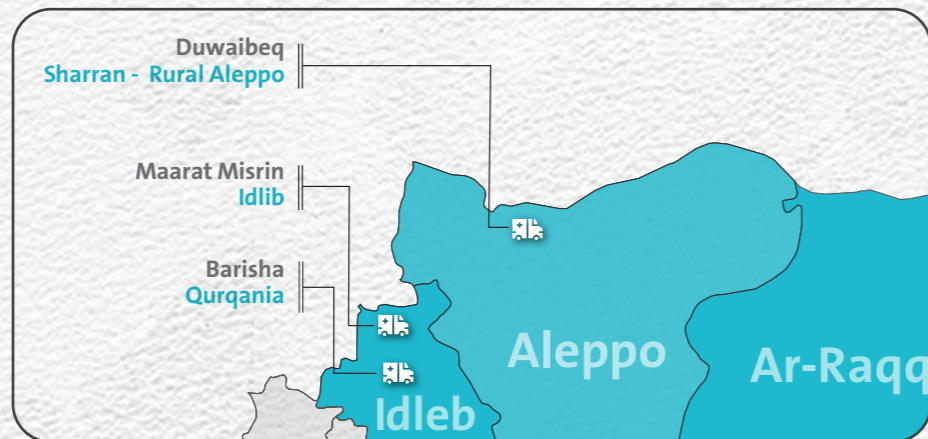 Duwaibeq
Sharran - Rural Aleppo
Maarat Misrin
Idlib
Barisha
Qurqania
Aleppo
Ar-Raqq
Idleb